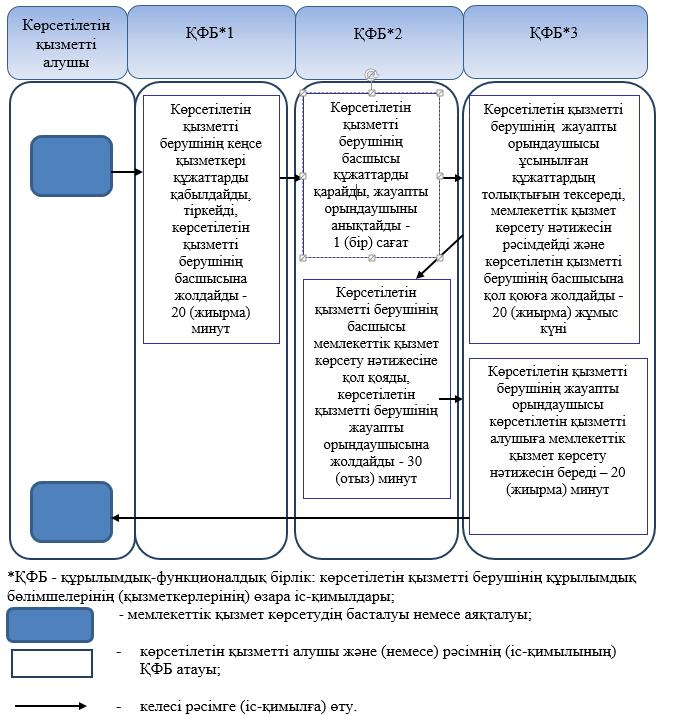 Көрсетілетін
қызметті
алушы
ҚФБ*1
ҚФБ*2
ҚФБ*3
Көрсетілетін
қызметті
берушінің кеңсе
қызметкері
құжаттарды
қабылдайды,
тіркейді,
көрсетілетін
қызметті
берушінің
басшысына
жолдайды -
20 (жиырма)
минут
Көрсетілетін
қызметті
берушінің
басшысы
құжаттарды
қарайды, жауапты
орындаушыны
анықтайды -
1 (бір) сағат
Көрсетілетін қызметті
берушінің жауапты
орындаушысы
ұсынылған
құжаттардың
толықтығын тексереді,
мемлекеттік қызмет
көрсету нәтижесін
рәсімдейді және
көрсетілетін қызметті
берушінің басшысына
қол қоюға жолдайды -
20 (жиырма) жұмыс
күні
Көрсетілетін
қызметті берушінің
басшысы
мемлекеттік қызмет
көрсету нәтижесіне
қол қояды,
көрсетілетін
қызметті берушінің
жауапты
орындаушысына
жолдайды - 30
(отыз) минут
Көрсетілетін қызметті
берушінің жауапты
орындаушысы
көрсетілетін қызметті
алушыға мемлекеттік
қызмет көрсету
нәтижесін береді – 20
(жиырма) минут
*ҚФБ - құрылымдық-функционалдық бірлік: көрсетілетін қызметті берушінің құрылымдық
бөлімшелерінің (қызметкерлерінің) өзара іс-қимылдары;
- мемлекеттік қызмет көрсетудің басталуы немесе аяқталуы;
- көрсетілетін қызметті алушы және (немесе) рәсімнің (іс-қимылының)
ҚФБ атауы;
- келесі рәсімге (іс-қимылға) өту.